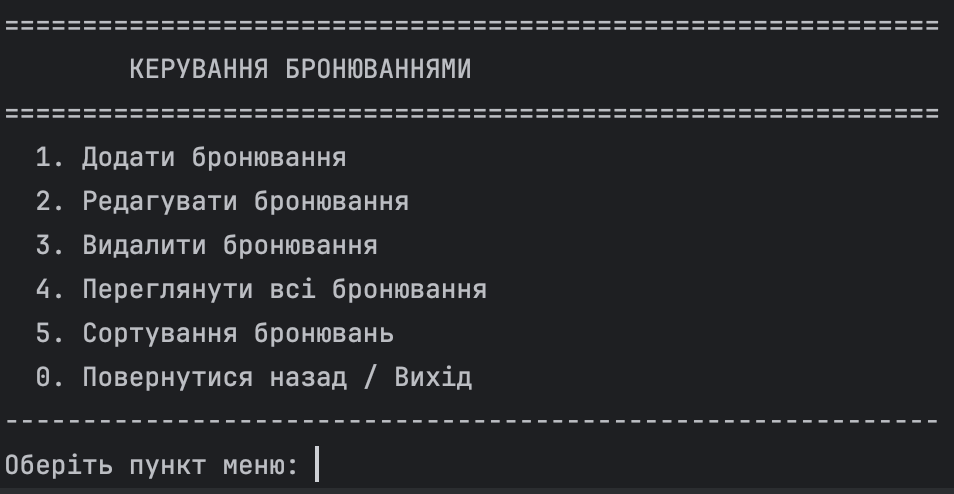 ============================================================
        КЕРУВАННЯ БРОНЮВАННЯМИ
============================================================
  1. Додати бронювання
  2. Редагувати бронювання
  3. Видалити бронювання
  4. Переглянути всі бронювання
  5. Сортування бронювань
  0. Повернутися назад / Вихід
------------------------------------------------------------
Оберіть пункт меню: